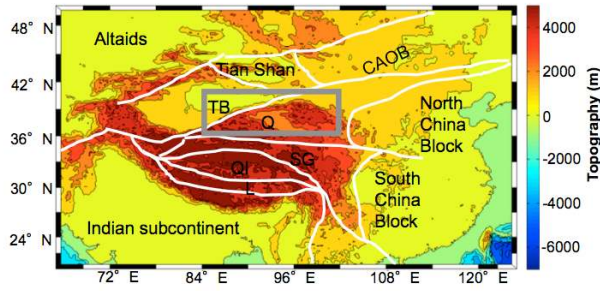 48° N
42° N
36° N
30° N
24° N
72° E
84° E
96° E
108° E
120° E
Altaids
Tian Shan
CAOB
TB
Q
North
China
Block
SG
QI
L
South
China
Block
Indian subcontinent
4000
2000
0
-2000
-4000
-6000
Topography (m)